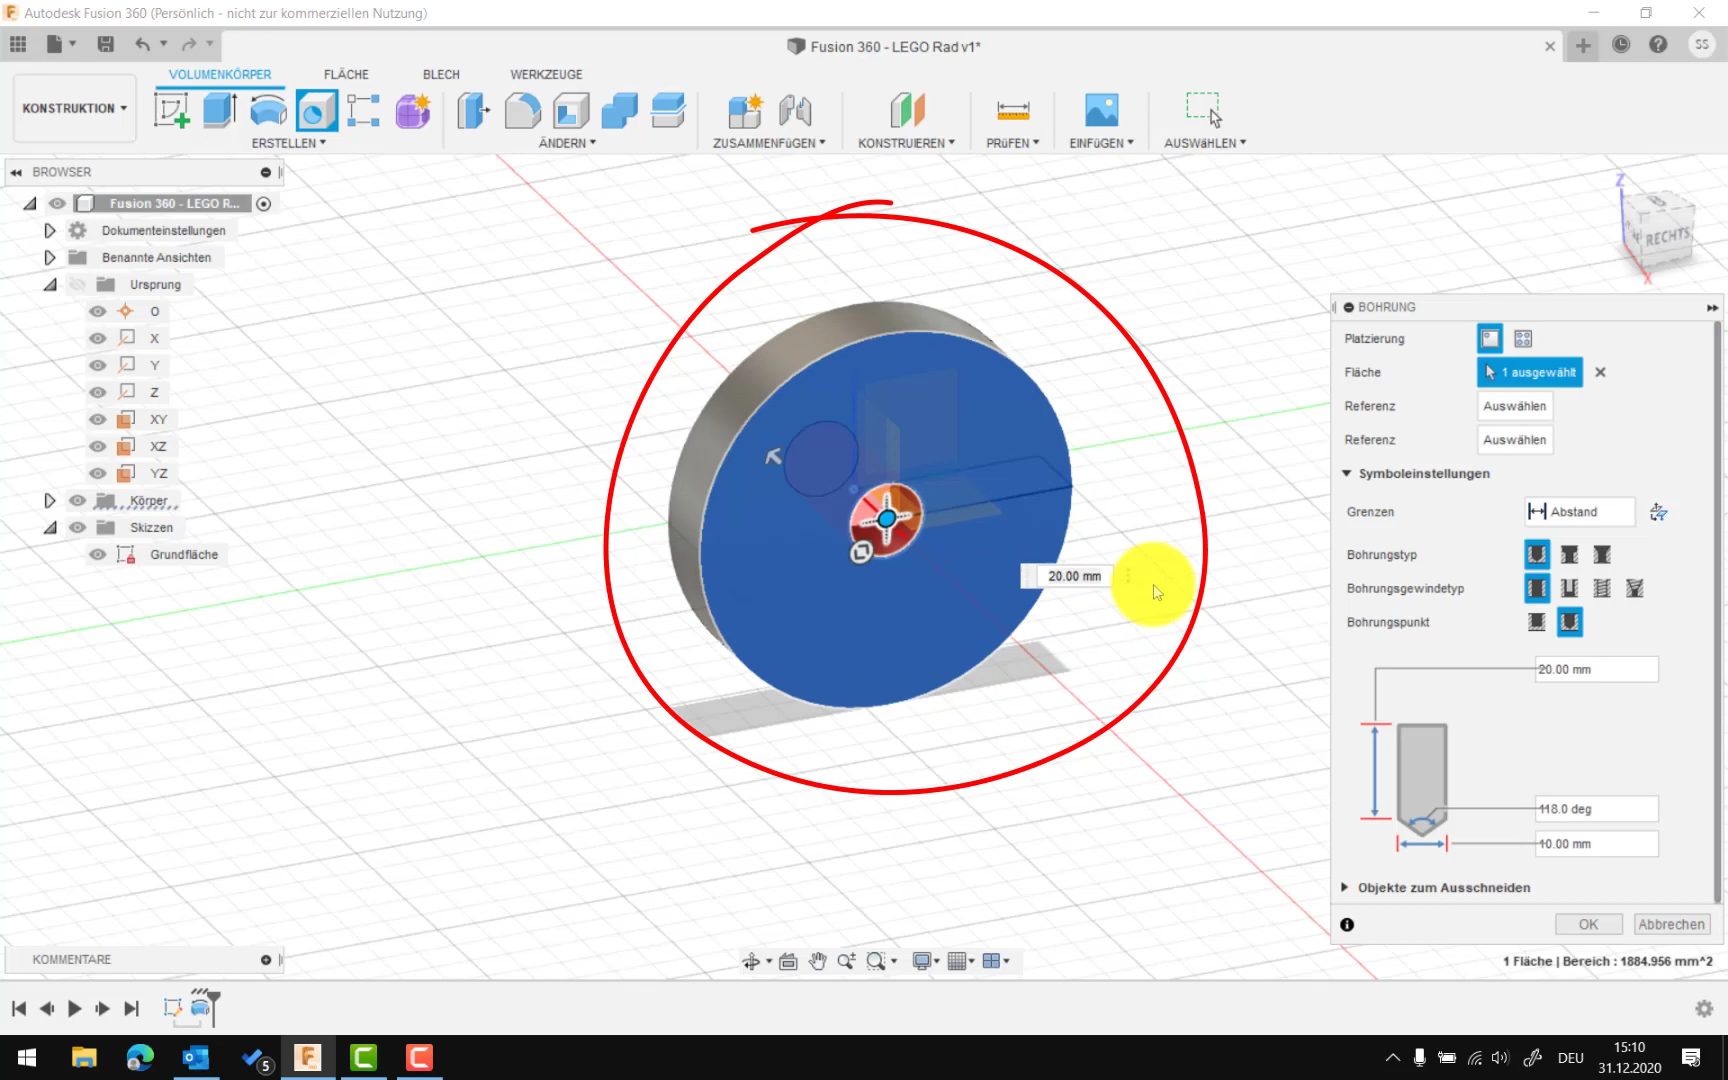 Autodesk Fusion 360 (Persönlich - nicht zur kommerziellen Nutzung)
Fusion 360 - LEGO Rad v1*
SS
KONSTRUKTION
VOLUMENKÖRPER
FLÄCHE
BLECH
WERKZEUGE
ERSTELLEN
ÄNDERN
ZUSAMMENFÜGEN
KONSTRUIEREN
PRÜFEN
EINFÜGEN
AUSWÄHLEN
BROWSER
Fusion 360 - LEGO R...
Dokumenteinstellungen
Benannte Ansichten
Ursprung
O
X
Y
Z
XY
XZ
YZ
Körper
Skizzen
Grundfläche
Z
RECHTS
X
20.00 mm
BOHRUNG
Platzierung
Fläche
1 ausgewählt
Referenz
Auswählen
Referenz
Auswählen
Symboleinstellungen
Grenzen
Abstand
Bohrungstyp
Bohrungsgewindetyp
Bohrungspunkt
20.00 mm
118.0 deg
10.00 mm
Objekte zum Ausschneiden
OK
Abbrechen
KOMMENTARE
1 Fläche | Bereich : 1884.956 mm^2
5
DEU
15:10
31.12.2020